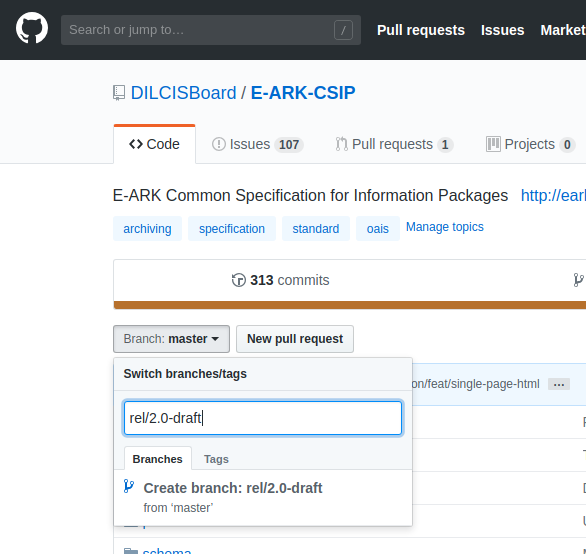 Search or jump to… / Pull requests Issues Market
DILCISBoard / E-ARK-CSIP
Code Issues 107 Pull requests 1 Projects 0
E-ARK Common Specification for Information Packages http://earl
archiving specification standard oais Manage topics
313 commits
Branch: master New pull request
Switch branches/tags
on/feat/single-page-html …
rel/2.0-draft
Branches Tags
Create branch: rel/2.0-draft
from ‘master’
schema